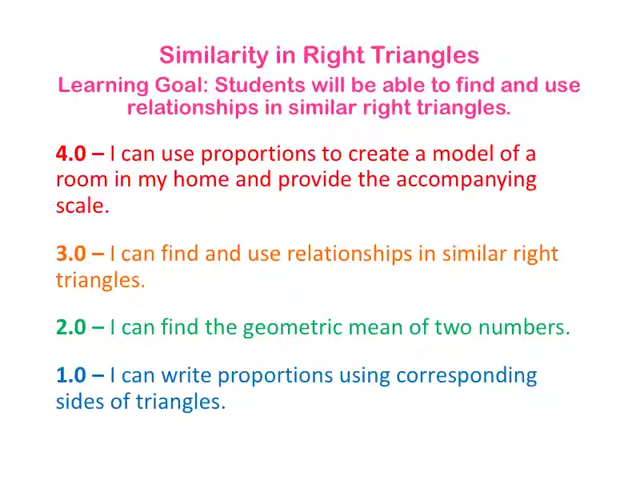 Similarity in Right Triangles
Learning Goal: Students will be able to find and use
relationships in similar right triangles.
4.0 – I can use proportions to create a model of a
room in my home and provide the accompanying
scale.
3.0 – I can find and use relationships in similar right
triangles.
2.0 – I can find the geometric mean of two numbers.
1.0 – I can write proportions using corresponding
sides of triangles.